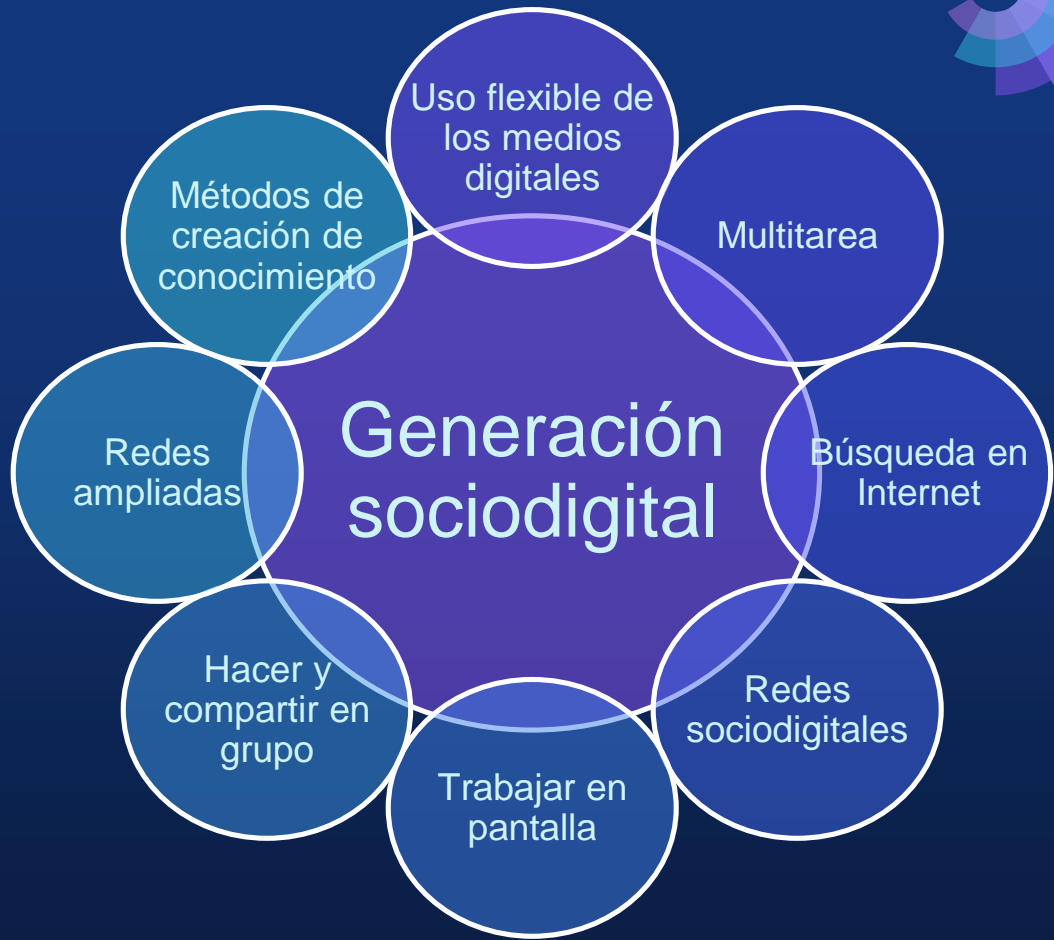 Uso flexible de
los medios
digitales
Multitarea
Búsqueda en
Internet
Redes
sociodigitales
Trabajar en
pantalla
Hacer y
compartir en
grupo
Redes
ampliadas
Métodos de
creación de
conocimiento
Generación
sociodigital